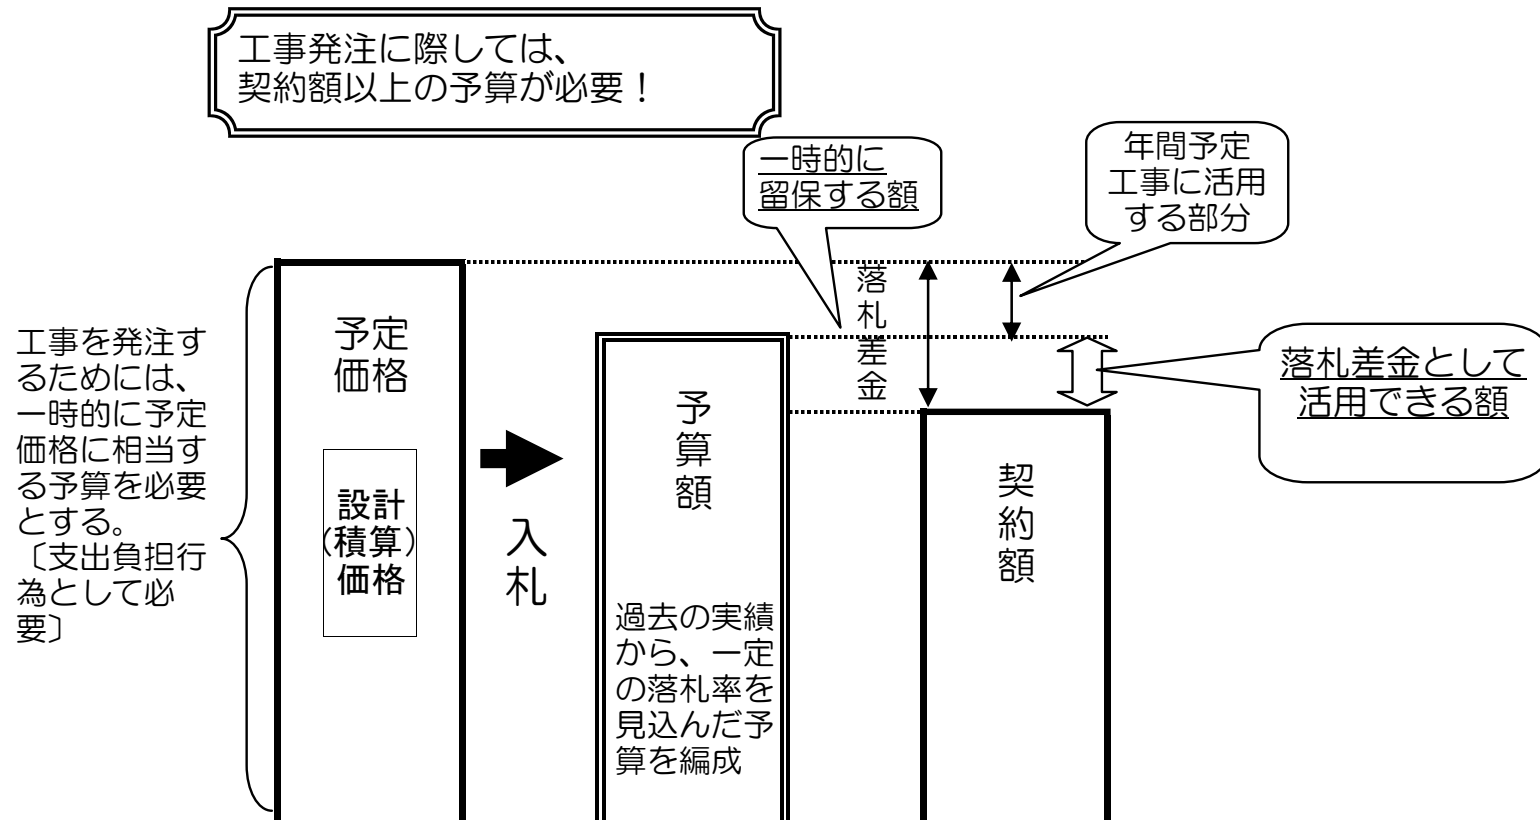 工事発注に際しては、
契約額以上の予算が必要！
一時的に
留保する額
年間予定
工事に活用
する部分
工事を発注す
るためには、
一時的に予定
価格に相当す
る予算を必要
とする。
〔支出負担行
為として必
要〕
予定
価格
設計
(積算)
価格
入札
予算額
過去の実績
から、一定
の落札率を
見込んだ予
算を編成
落札差金
契約額
落札差金として
活用できる額